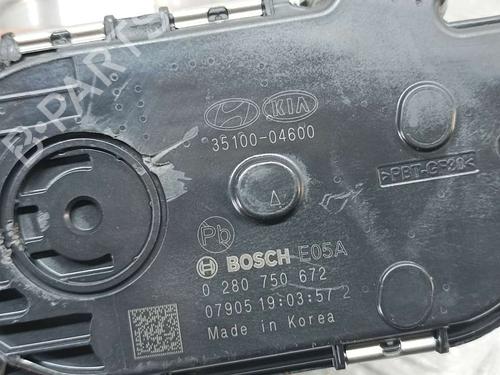 B-PARTS
KIA
35100-04600
4
>PBT-GF30<
Pb
BOSCH E05A
0 280 750 672
07905 19:03:57 2
Made in Korea